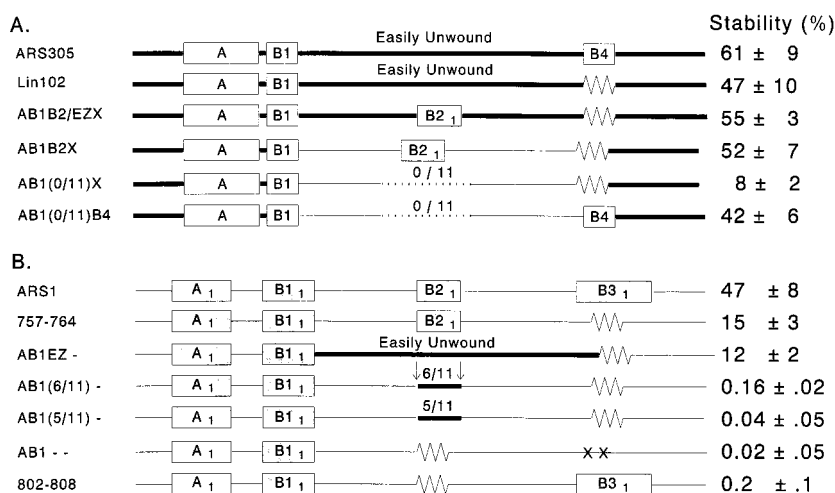 A. Stability (%)
ARS305 A B1 Easily Unwound B4 61 ± 9
Lin102 A B1 Easily Unwound 47 ± 10
AB1B2/EZX A B1 B2 1 55 ± 3
AB1B2X A B1 B2 1 52 ± 7
AB1(0/11)X A B1 0 / 11 8 ± 2
AB1(0/11)B4 A B1 0 / 11 B4 42 ± 6
B.
ARS1 A 1 B1 1 B2 1 B3 1 47 ± 8
757-764 A 1 B1 1 B2 1 15 ± 3
AB1EZ - A 1 B1 1 Easily Unwound 12 ± 2
AB1(6/11) - A 1 B1 1 6/11 0.16 ± .02
AB1(5/11) - A 1 B1 1 5/11 0.04 ± .05
AB1 - - A 1 B1 1 X X 0.02 ± .05
802-808 A 1 B1 1 B3 1 0.2 ± .1